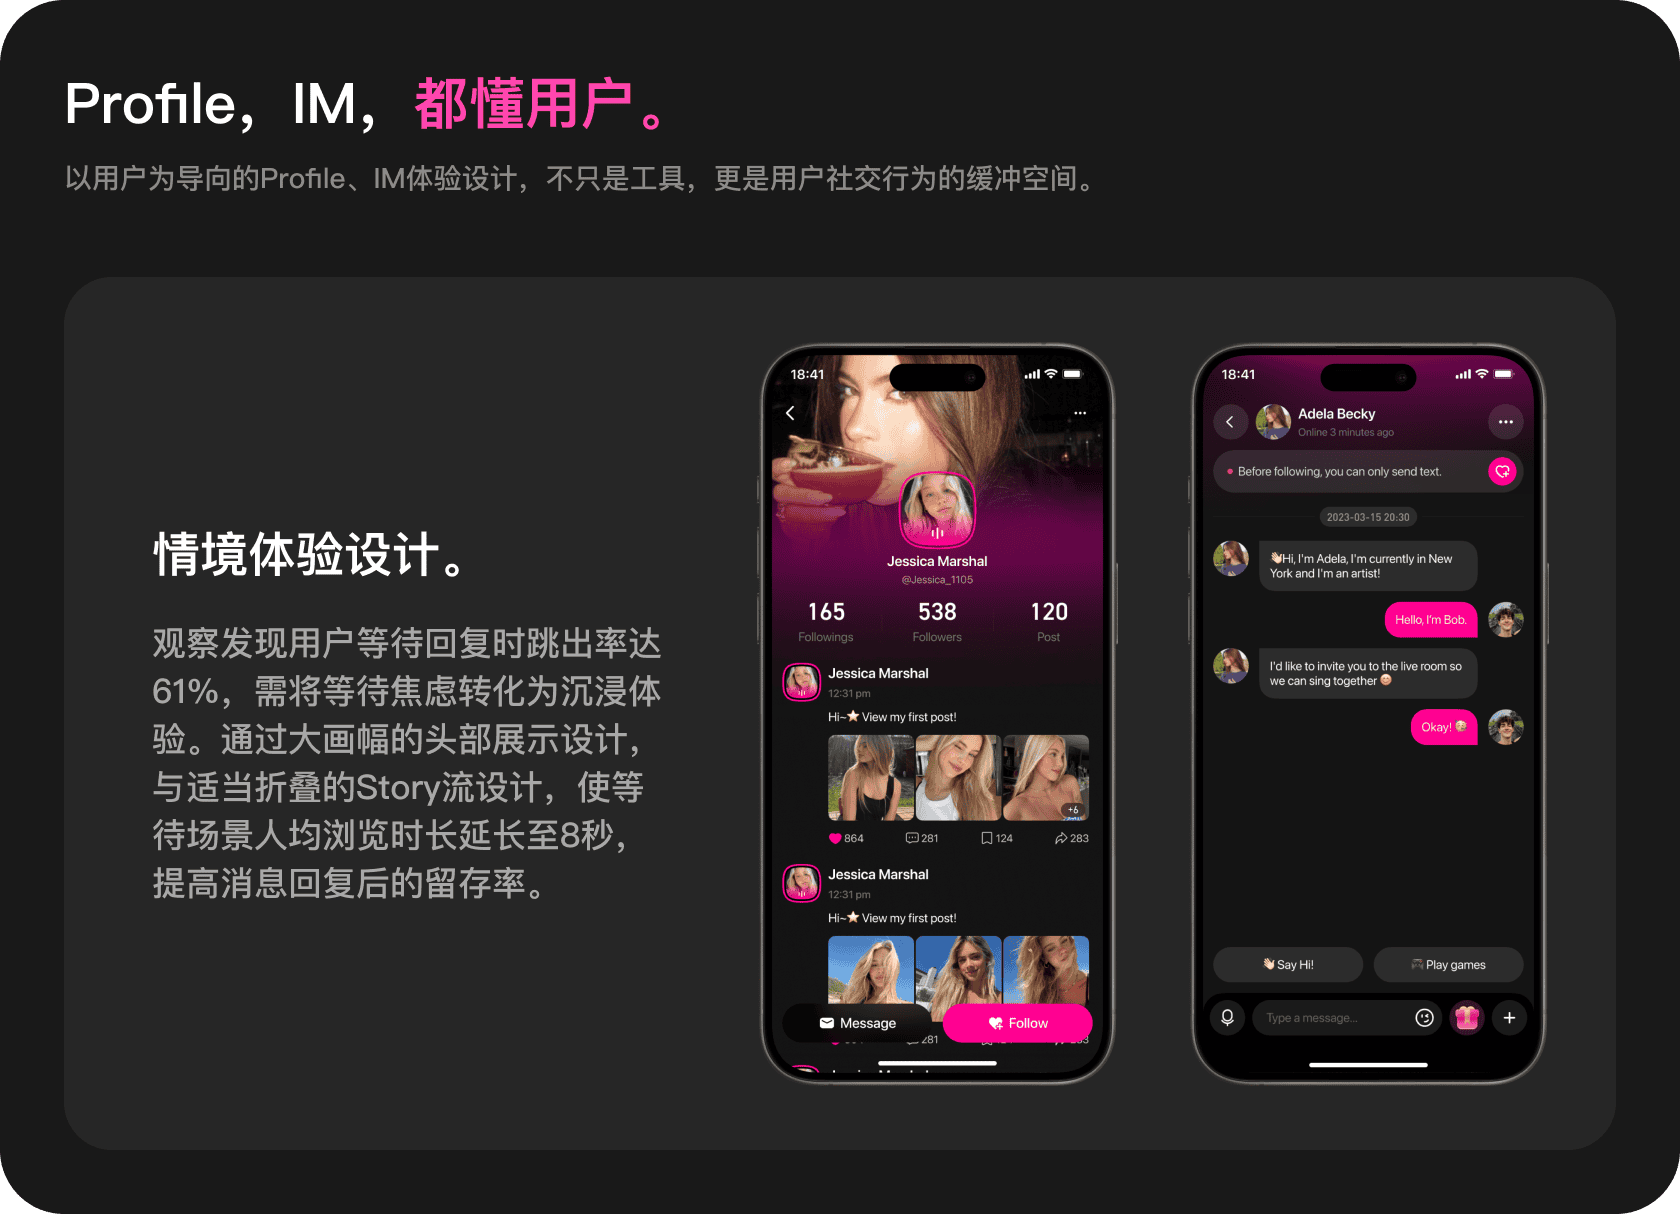 Profile，IM，都懂用户。
以用户为导向的Profile、IM体验设计，不只是工具，更是用户社交行为的缓冲空间。
情境体验设计。
观察发现用户等待回复时跳出率达
61%，需将等待焦虑转化为沉浸体
验。通过大画幅的头部展示设计，
与适当折叠的Story流设计，使等
待场景人均浏览时长延长至8秒，
提高消息回复后的留存率。
18:41
Jessica Marshal
@Jessica_1105
165 538 120
Followings Followers Post
Jessica Marshal
12:31 pm
Hi~⭐ View my first post!
+6
864 281 124 283
Jessica Marshal
12:31 pm
Hi~⭐ View my first post!
Message Follow
281
18:41
Adela Becky
Online 3 minutes ago
Before following, you can only send text.
2023-03-15 20:30
👋Hi, I'm Adela, I'm currently in New
York and I'm an artist!
Hello, I'm Bob.
I'd like to invite you to the live room so
we can sing together 😊
Okay! 🥰
👋 Say Hi! 🎮 Play games
Type a message...